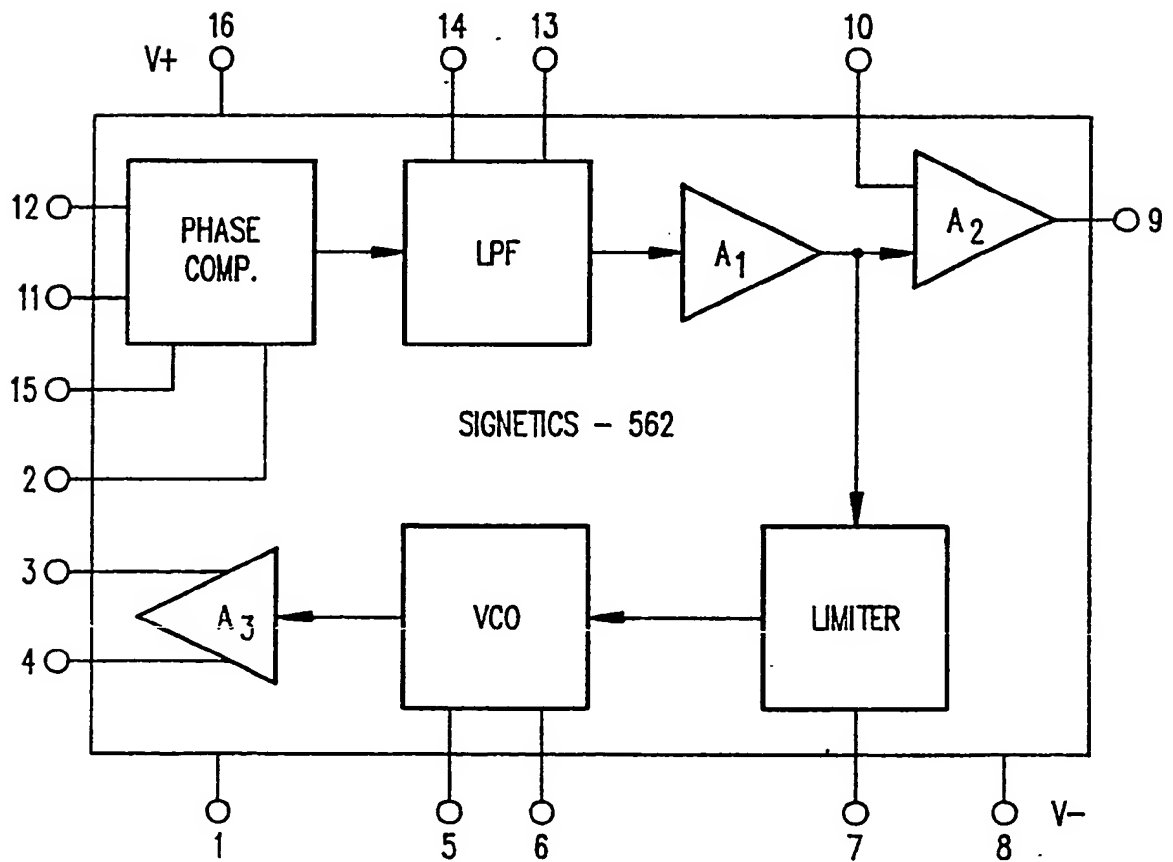 16
14
13
10
V+
12
PHASE
COMP.
LPF
A1
A2
9
11
15
SIGNETICS - 562
2
3
A3
VCO
LIMITER
4
1
5
6
7
8
V-